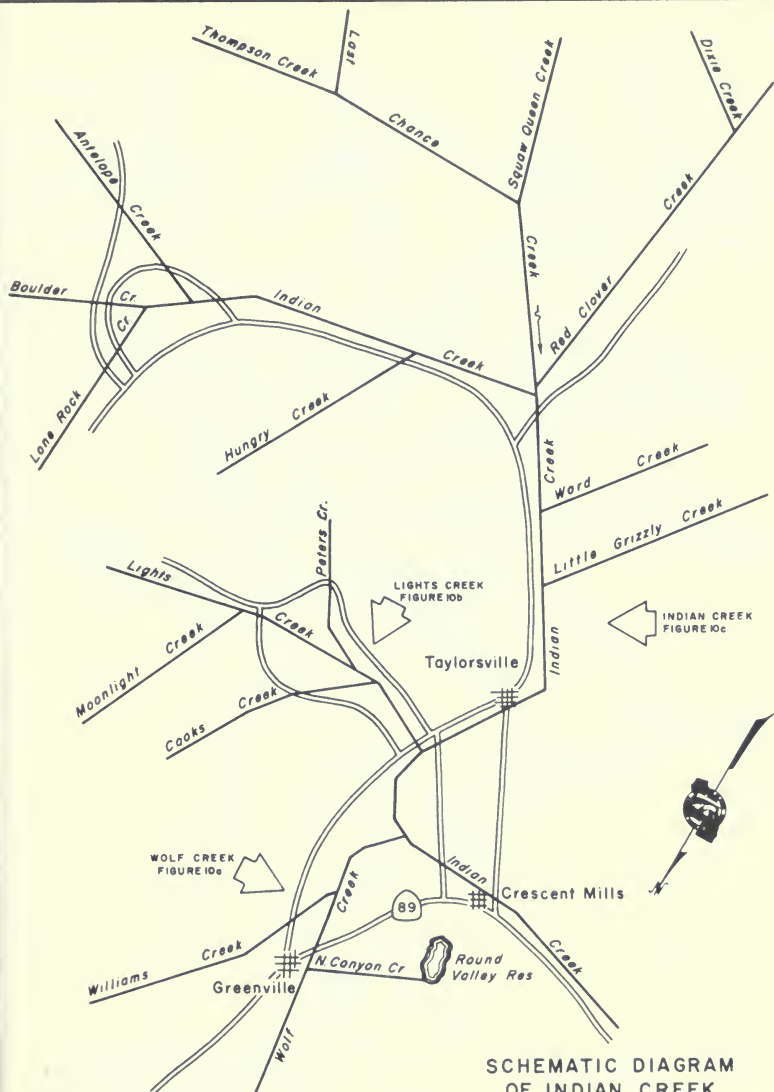 Thompson Creek
Lost
Chance
Creek
Squaw Queen Creek
Dixie Creek
Red Clover
Creek
Antelope
Creek
Boulder
Cr.
Cr.
Lone Rock
Indian
Creek
Hungry Creek
Creek
Ward Creek
Little Grizzly Creek
Indian
Peters Cr.
Lights
Creek
Moonlight Creek
Cooks Creek
LIGHTS CREEK
FIGURE 10b
INDIAN CREEK
FIGURE 10c
Taylorsville
WOLF CREEK
FIGURE 10a
Creek
Indian
Creek
89
Crescent Mills
Williams Creek
Greenville
N. Canyon Cr
Round
Valley Res
Wolf
N
SCHEMATIC DIAGRAM
OF INDIAN CREEK